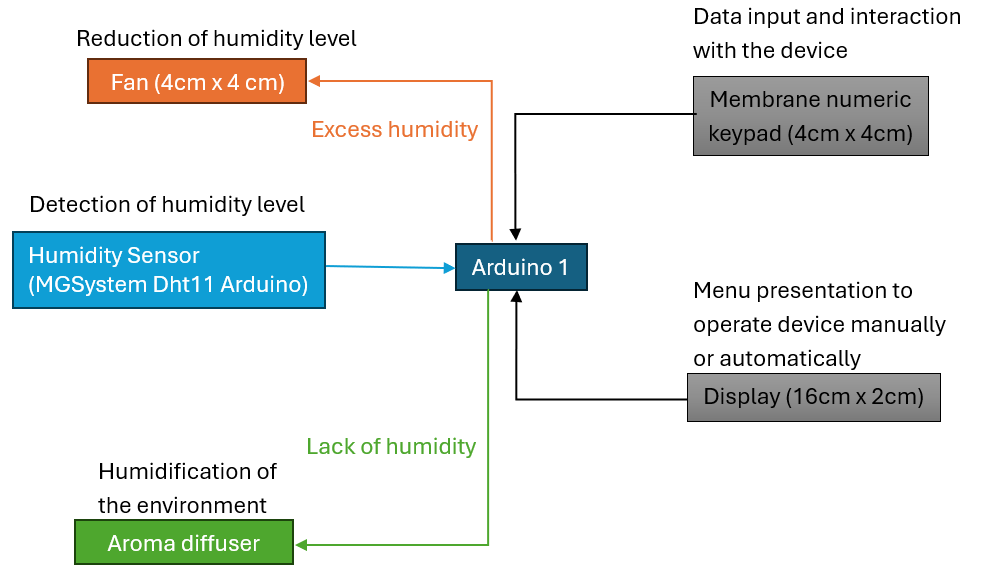 Reduction of humidity level
Fan (4cm x 4 cm)
Excess humidity
Data input and interaction
with the device
Membrane numeric
keypad (4cm x 4cm)
Detection of humidity level
Humidity Sensor
(MGSystem Dht11 Arduino)
Arduino 1
Menu presentation to
operate device manually
or automatically
Display (16cm x 2cm)
Lack of humidity
Humidification of
the environment
Aroma diffuser